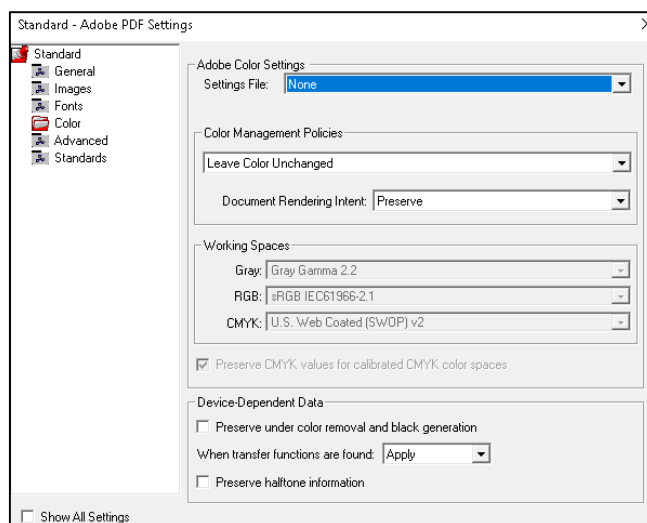 Standard - Adobe PDF Settings
Standard
General
Images
Fonts
Color
Advanced
Standards
Adobe Color Settings
Settings File: None
Color Management Policies
Leave Color Unchanged
Document Rendering Intent: Preserve
Working Spaces
Gray: Gray Gamma 2.2
RGB: sRGB IEC61966-2.1
CMYK: U.S. Web Coated (SWOP) v2
Preserve CMYK values for calibrated CMYK color spaces
Device-Dependent Data
Preserve under color removal and black generation
When transfer functions are found: Apply
Preserve halftone information
Show All Settings